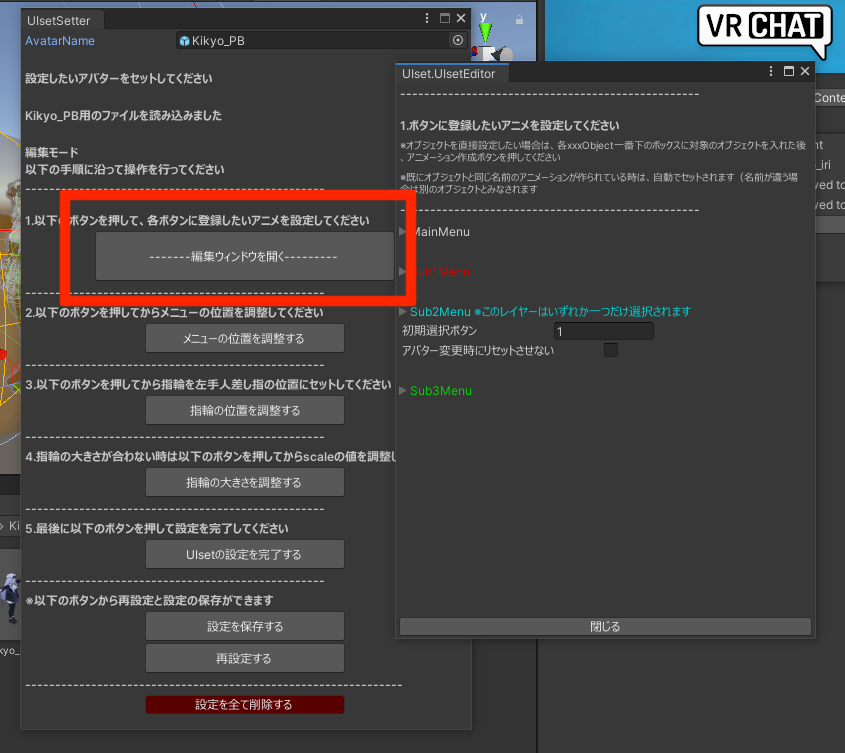 UIsetSetter
AvatarName
Kikyo_PB
設定したいアバターをセットしてください
Kikyo_PB用のファイルを読み込みました
編集モード
以下の手順に沿って操作を行ってください
--------------------------------------------------
1.以下のボタンを押して、各ボタンに登録したいアニメを設定してください
-------編集ウィンドウを開く---------
--------------------------------------------------
2.以下のボタンを押してからメニューの位置を調整してください
メニューの位置を調整する
--------------------------------------------------
3.以下のボタンを押してから指輪を左手人差し指の位置にセットしてください
指輪の位置を調整する
--------------------------------------------------
4.指輪の大きさが合わない時は以下のボタンを押してからscaleの値を調整し
指輪の大きさを調整する
--------------------------------------------------
5.最後に以下のボタンを押して設定を完了してください
UIsetの設定を完了する
--------------------------------------------------
※以下のボタンから再設定と設定の保存ができます
設定を保存する
再設定する
---------------------------------------------------------------
設定を全て削除する
y
VRCHAT
UIset.UIsetEditor
--------------------------------------------------
1.ボタンに登録したいアニメを設定してください
※オブジェクトを直接設定したい場合は、各xxxObject一番下のボックスに対象のオブジェクトを入れた後
、アニメーション作成ボタンを押してください
※既にオブジェクトと同じ名前のアニメーションが作られている時は、自動でセットされます（名前が違う場
合は別のオブジェクトとみなされます
--------------------------------------------------
MainMenu
Sub1Menu
Sub2Menu ※このレイヤーはいずれか一つだけ選択されます
初期選択ボタン
1
アバター変更時にリセットさせない
Sub3Menu
閉じる
Conte
nt
_iri
ved to
ved to
Ki
kyo_